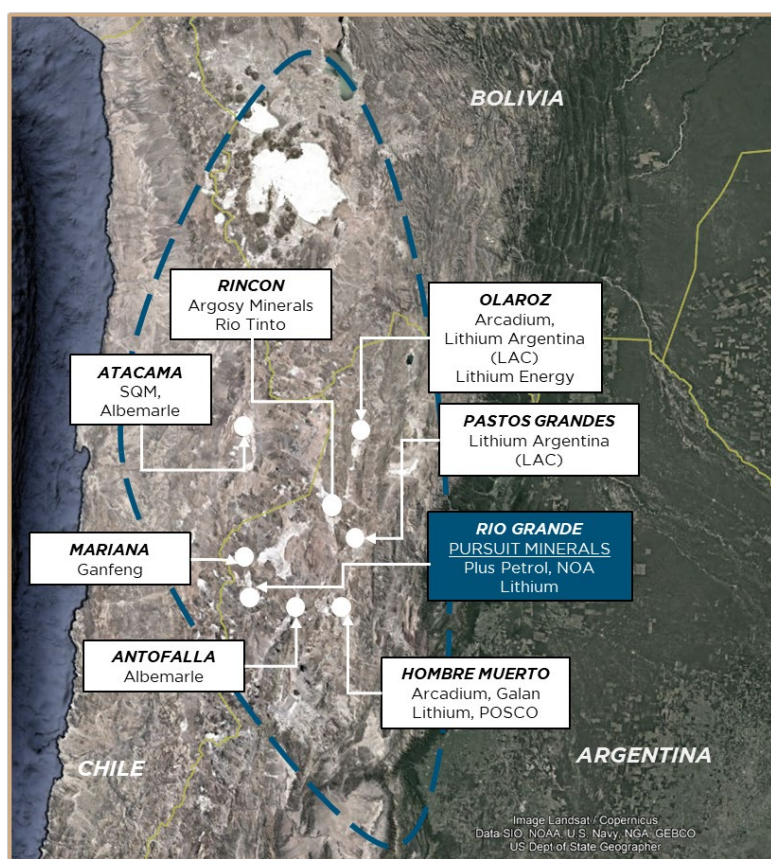 BOLIVIA
RINCON
Argosy Minerals
Rio Tinto
OLAROZ
Arcadium,
Lithium Argentina
(LAC)
Lithium Energy
ATACAMA
SQM,
Albemarle
PASTOS GRANDES
Lithium Argentina
(LAC)
RIO GRANDE
PURSUIT MINERALS
Plus Petrol, NOA
Lithium
MARIANA
Ganfeng
ANTOFALLA
Albemarle
HOMBRE MUERTO
Arcadium, Galan
Lithium, POSCO
CHILE
ARGENTINA
Image Landsat / Copernicus
Data SIO, NOAA, U.S. Navy, NGA, GEBCO
US Dept of State Geographer